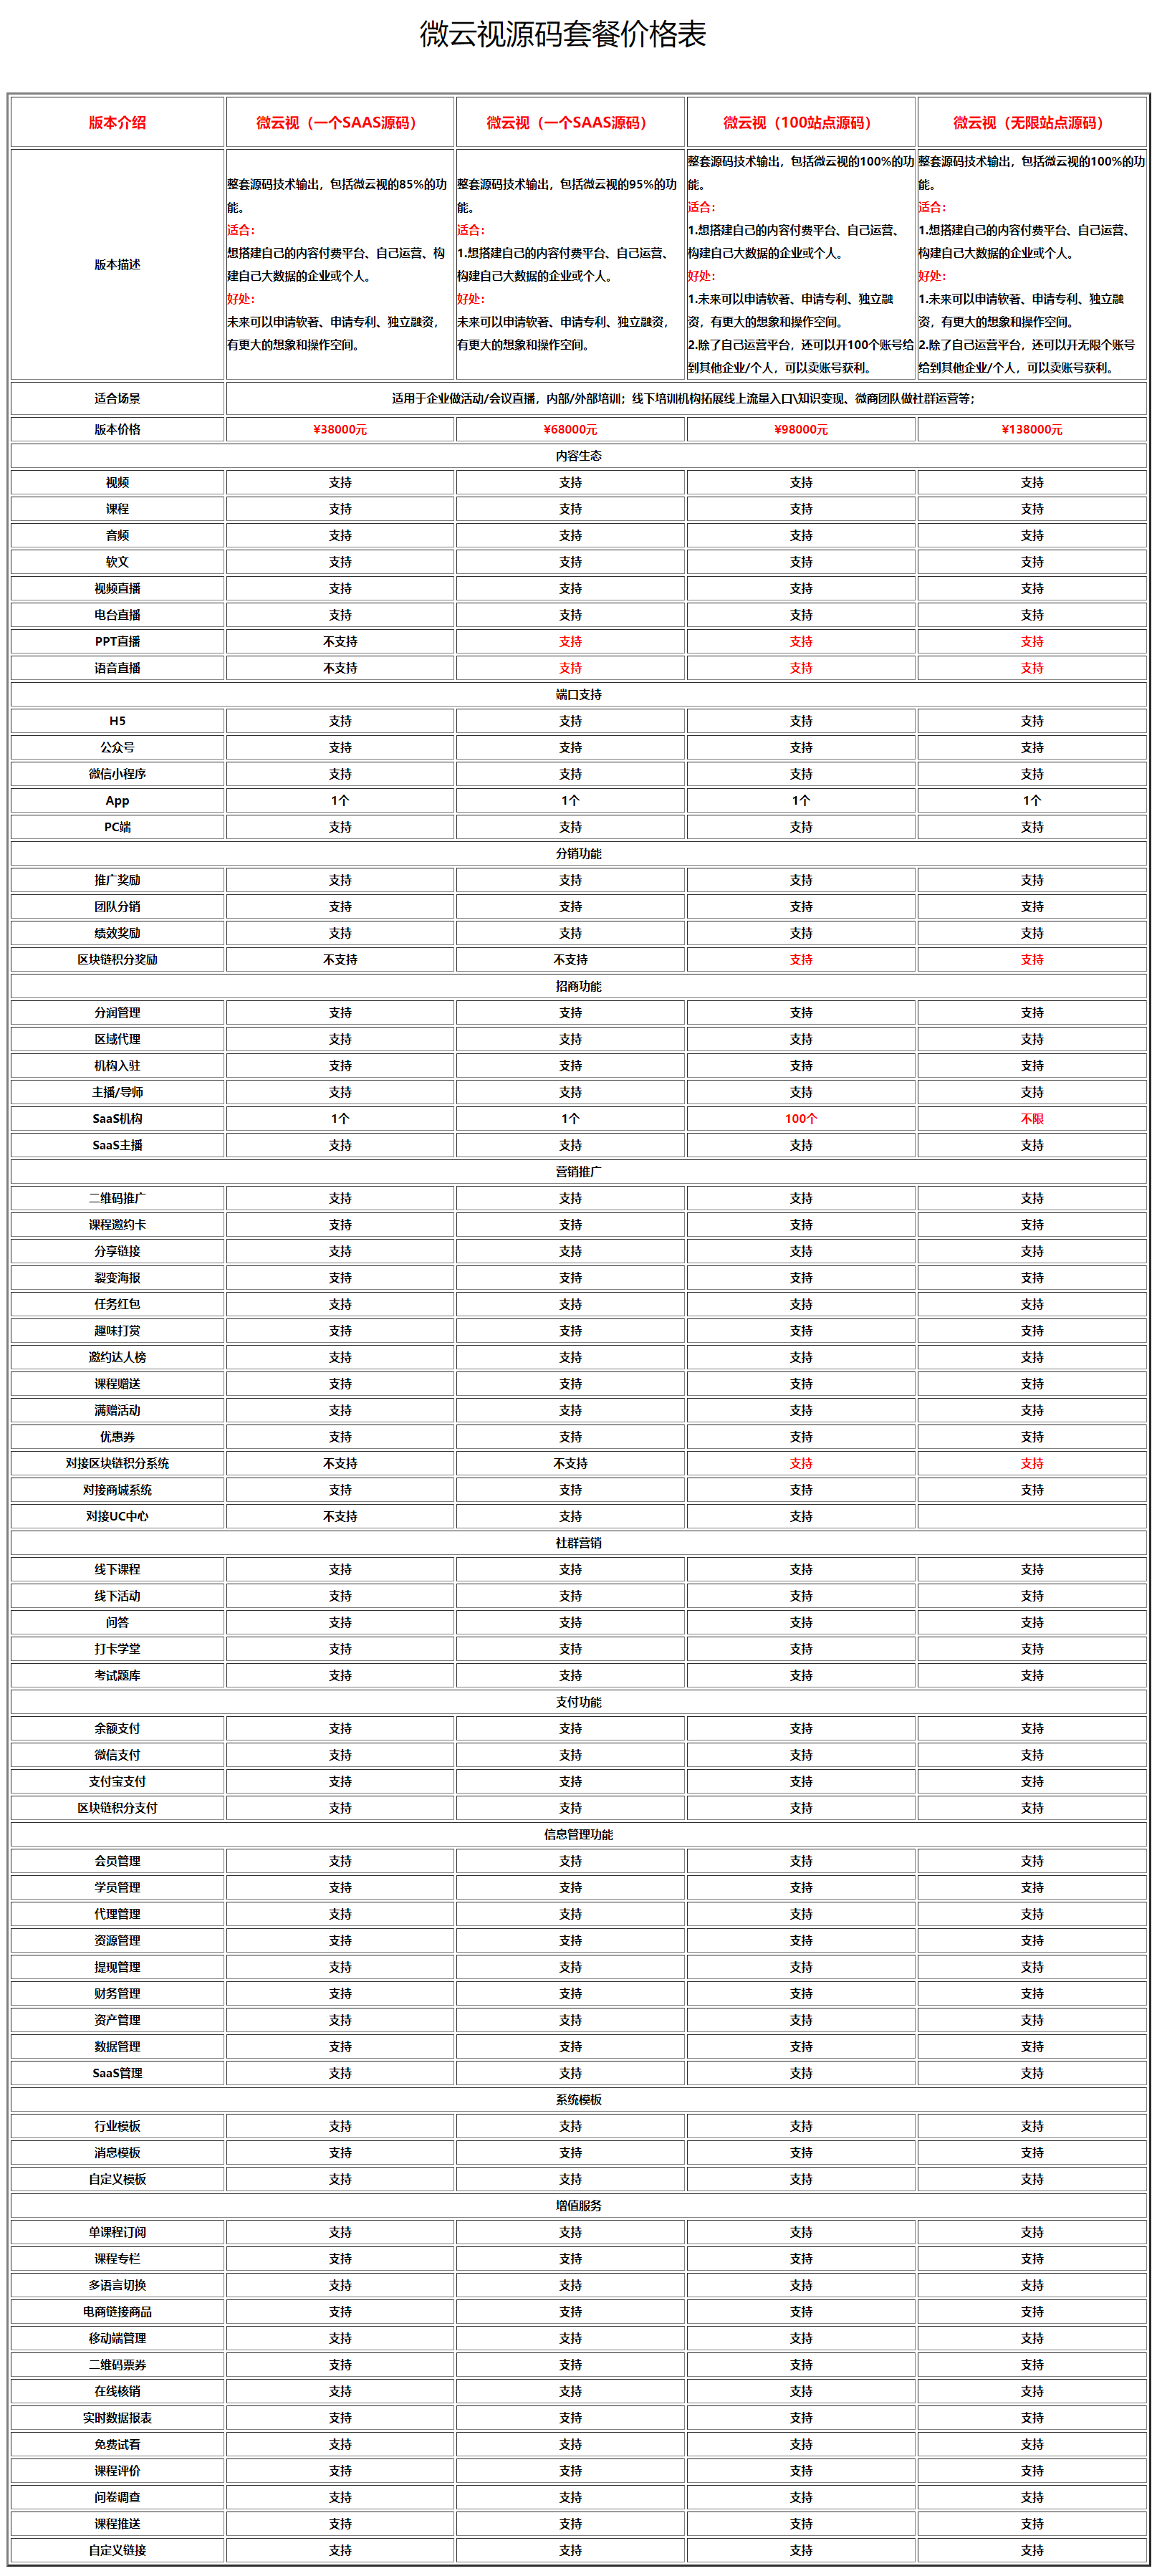 微云视源码套餐价格表
版本介绍 微云视（一个SAAS源码） 微云视（一个SAAS源码） 微云视（100站点源码） 微云视（无限站点源码）
版本描述
整套源码技术输出，包括微云视的85%的功
能。
适合：
想搭建自己的内容付费平台、自己运营、构
建自己大数据的企业或个人。
好处：
未来可以申请软著、申请专利、独立融资，
有更大的想象和操作空间。
整套源码技术输出，包括微云视的95%的功
能。
适合：
1.想搭建自己的内容付费平台、自己运营、
构建自己大数据的企业或个人。
好处：
未来可以申请软著、申请专利、独立融资，
有更大的想象和操作空间。
整套源码技术输出，包括微云视的100%的功
能。
适合：
1.想搭建自己的内容付费平台、自己运营、
构建自己大数据的企业或个人。
好处：
1.未来可以申请软著、申请专利、独立融
资，有更大的想象和操作空间。
2.除了自己运营平台，还可以开100个账号给
到其他企业/个人，可以卖账号获利。
整套源码技术输出，包括微云视的100%的功
能。
适合：
1.想搭建自己的内容付费平台、自己运营、
构建自己大数据的企业或个人。
好处：
1.未来可以申请软著、申请专利、独立融
资，有更大的想象和操作空间。
2.除了自己运营平台，还可以开无限个账号
给到其他企业/个人，可以卖账号获利。
适合场景 适用于企业做活动/会议直播，内部/外部培训；线下培训机构拓展线上流量入口\知识变现、微商团队做社群运营等；
版本价格 ¥38000元 ¥68000元 ¥98000元 ¥138000元
内容生态
视频 支持 支持 支持 支持
课程 支持 支持 支持 支持
音频 支持 支持 支持 支持
软文 支持 支持 支持 支持
视频直播 支持 支持 支持 支持
电台直播 支持 支持 支持 支持
PPT直播 不支持 支持 支持 支持
语音直播 不支持 支持 支持 支持
端口支持
H5 支持 支持 支持 支持
公众号 支持 支持 支持 支持
微信小程序 支持 支持 支持 支持
App 1个 1个 1个 1个
PC端 支持 支持 支持 支持
分销功能
推广奖励 支持 支持 支持 支持
团队分销 支持 支持 支持 支持
绩效奖励 支持 支持 支持 支持
区块链积分奖励 不支持 不支持 支持 支持
招商功能
分润管理 支持 支持 支持 支持
区域代理 支持 支持 支持 支持
机构入驻 支持 支持 支持 支持
主播/导师 支持 支持 支持 支持
SaaS机构 1个 1个 100个 不限
SaaS主播 支持 支持 支持 支持
营销推广
二维码推广 支持 支持 支持 支持
课程邀约卡 支持 支持 支持 支持
分享链接 支持 支持 支持 支持
裂变海报 支持 支持 支持 支持
任务红包 支持 支持 支持 支持
趣味打赏 支持 支持 支持 支持
邀约达人榜 支持 支持 支持 支持
课程赠送 支持 支持 支持 支持
满赠活动 支持 支持 支持 支持
优惠券 支持 支持 支持 支持
对接区块链积分系统 不支持 不支持 支持 支持
对接商城系统 支持 支持 支持 支持
对接UC中心 不支持 支持 支持
社群营销
线下课程 支持 支持 支持 支持
线下活动 支持 支持 支持 支持
问答 支持 支持 支持 支持
打卡学堂 支持 支持 支持 支持
考试题库 支持 支持 支持 支持
支付功能
余额支付 支持 支持 支持 支持
微信支付 支持 支持 支持 支持
支付宝支付 支持 支持 支持 支持
区块链积分支付 支持 支持 支持 支持
信息管理功能
会员管理 支持 支持 支持 支持
学员管理 支持 支持 支持 支持
代理管理 支持 支持 支持 支持
资源管理 支持 支持 支持 支持
提现管理 支持 支持 支持 支持
财务管理 支持 支持 支持 支持
资产管理 支持 支持 支持 支持
数据管理 支持 支持 支持 支持
SaaS管理 支持 支持 支持 支持
系统模板
行业模板 支持 支持 支持 支持
消息模板 支持 支持 支持 支持
自定义模板 支持 支持 支持 支持
增值服务
单课程订阅 支持 支持 支持 支持
课程专栏 支持 支持 支持 支持
多语言切换 支持 支持 支持 支持
电商链接商品 支持 支持 支持 支持
移动端管理 支持 支持 支持 支持
二维码票券 支持 支持 支持 支持
在线核销 支持 支持 支持 支持
实时数据报表 支持 支持 支持 支持
免费试看 支持 支持 支持 支持
课程评价 支持 支持 支持 支持
问卷调查 支持 支持 支持 支持
课程推送 支持 支持 支持 支持
自定义链接 支持 支持 支持 支持